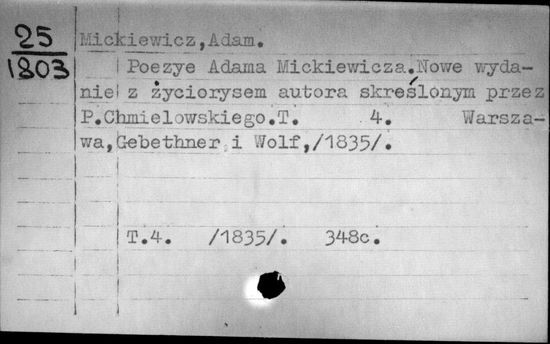 25
1803
Mickiewicz,Adam.
Poezye Adama Mickiewicza.Nowe wyda-
nie z życiorysem autora skreślonym przez
P.Chmielowskiego.T. 4. Warsza-
wa,Gebethner i Wolf,/1835/.
T.4. /1835/. 348c.